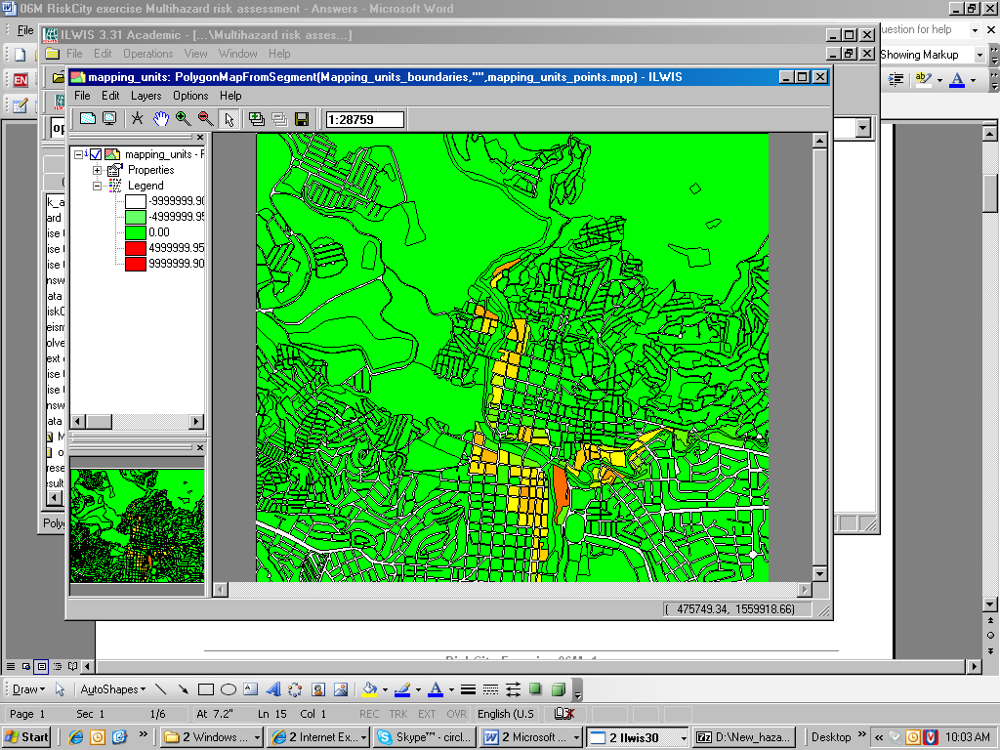 06M RiskCity exercise Multihazard risk assessment - Answers - Microsoft Word
File
uestion for help
ILWIS 3.31 Academic - [...\Multihazard risk asses...]
File Edit Operations View Window Help
Showing Markup
EN
mapping_units: PolygonMapFromSegment(Mapping_units_boundaries,"",mapping_units_points.mpp) - ILWIS
File Edit Layers Options Help
1:28759
mapping_units - F
Properties
Legend
-9999999.90
-4999999.95
0.00
4999999.95
9999999.90
k_a
ard
ise
ise
ise
nsw
ata
iskC
eism
olve
ext
ise
ise
nsw
ata
M
o
rese
esult
Poly
( 475749.34, 1559918.66)
RiskCity Exercise 06M- 1
Draw AutoShapes
Page 1 Sec 1 1/6 At 7.2" Ln 15 Col 1 REC TRK EXT OVR English (U.S
Start 2 Windows ... 2 Internet Ex... Skype™ - circl... 2 Microsoft ... 2 Ilwis30 D:\New_haza... Desktop 10:03 AM